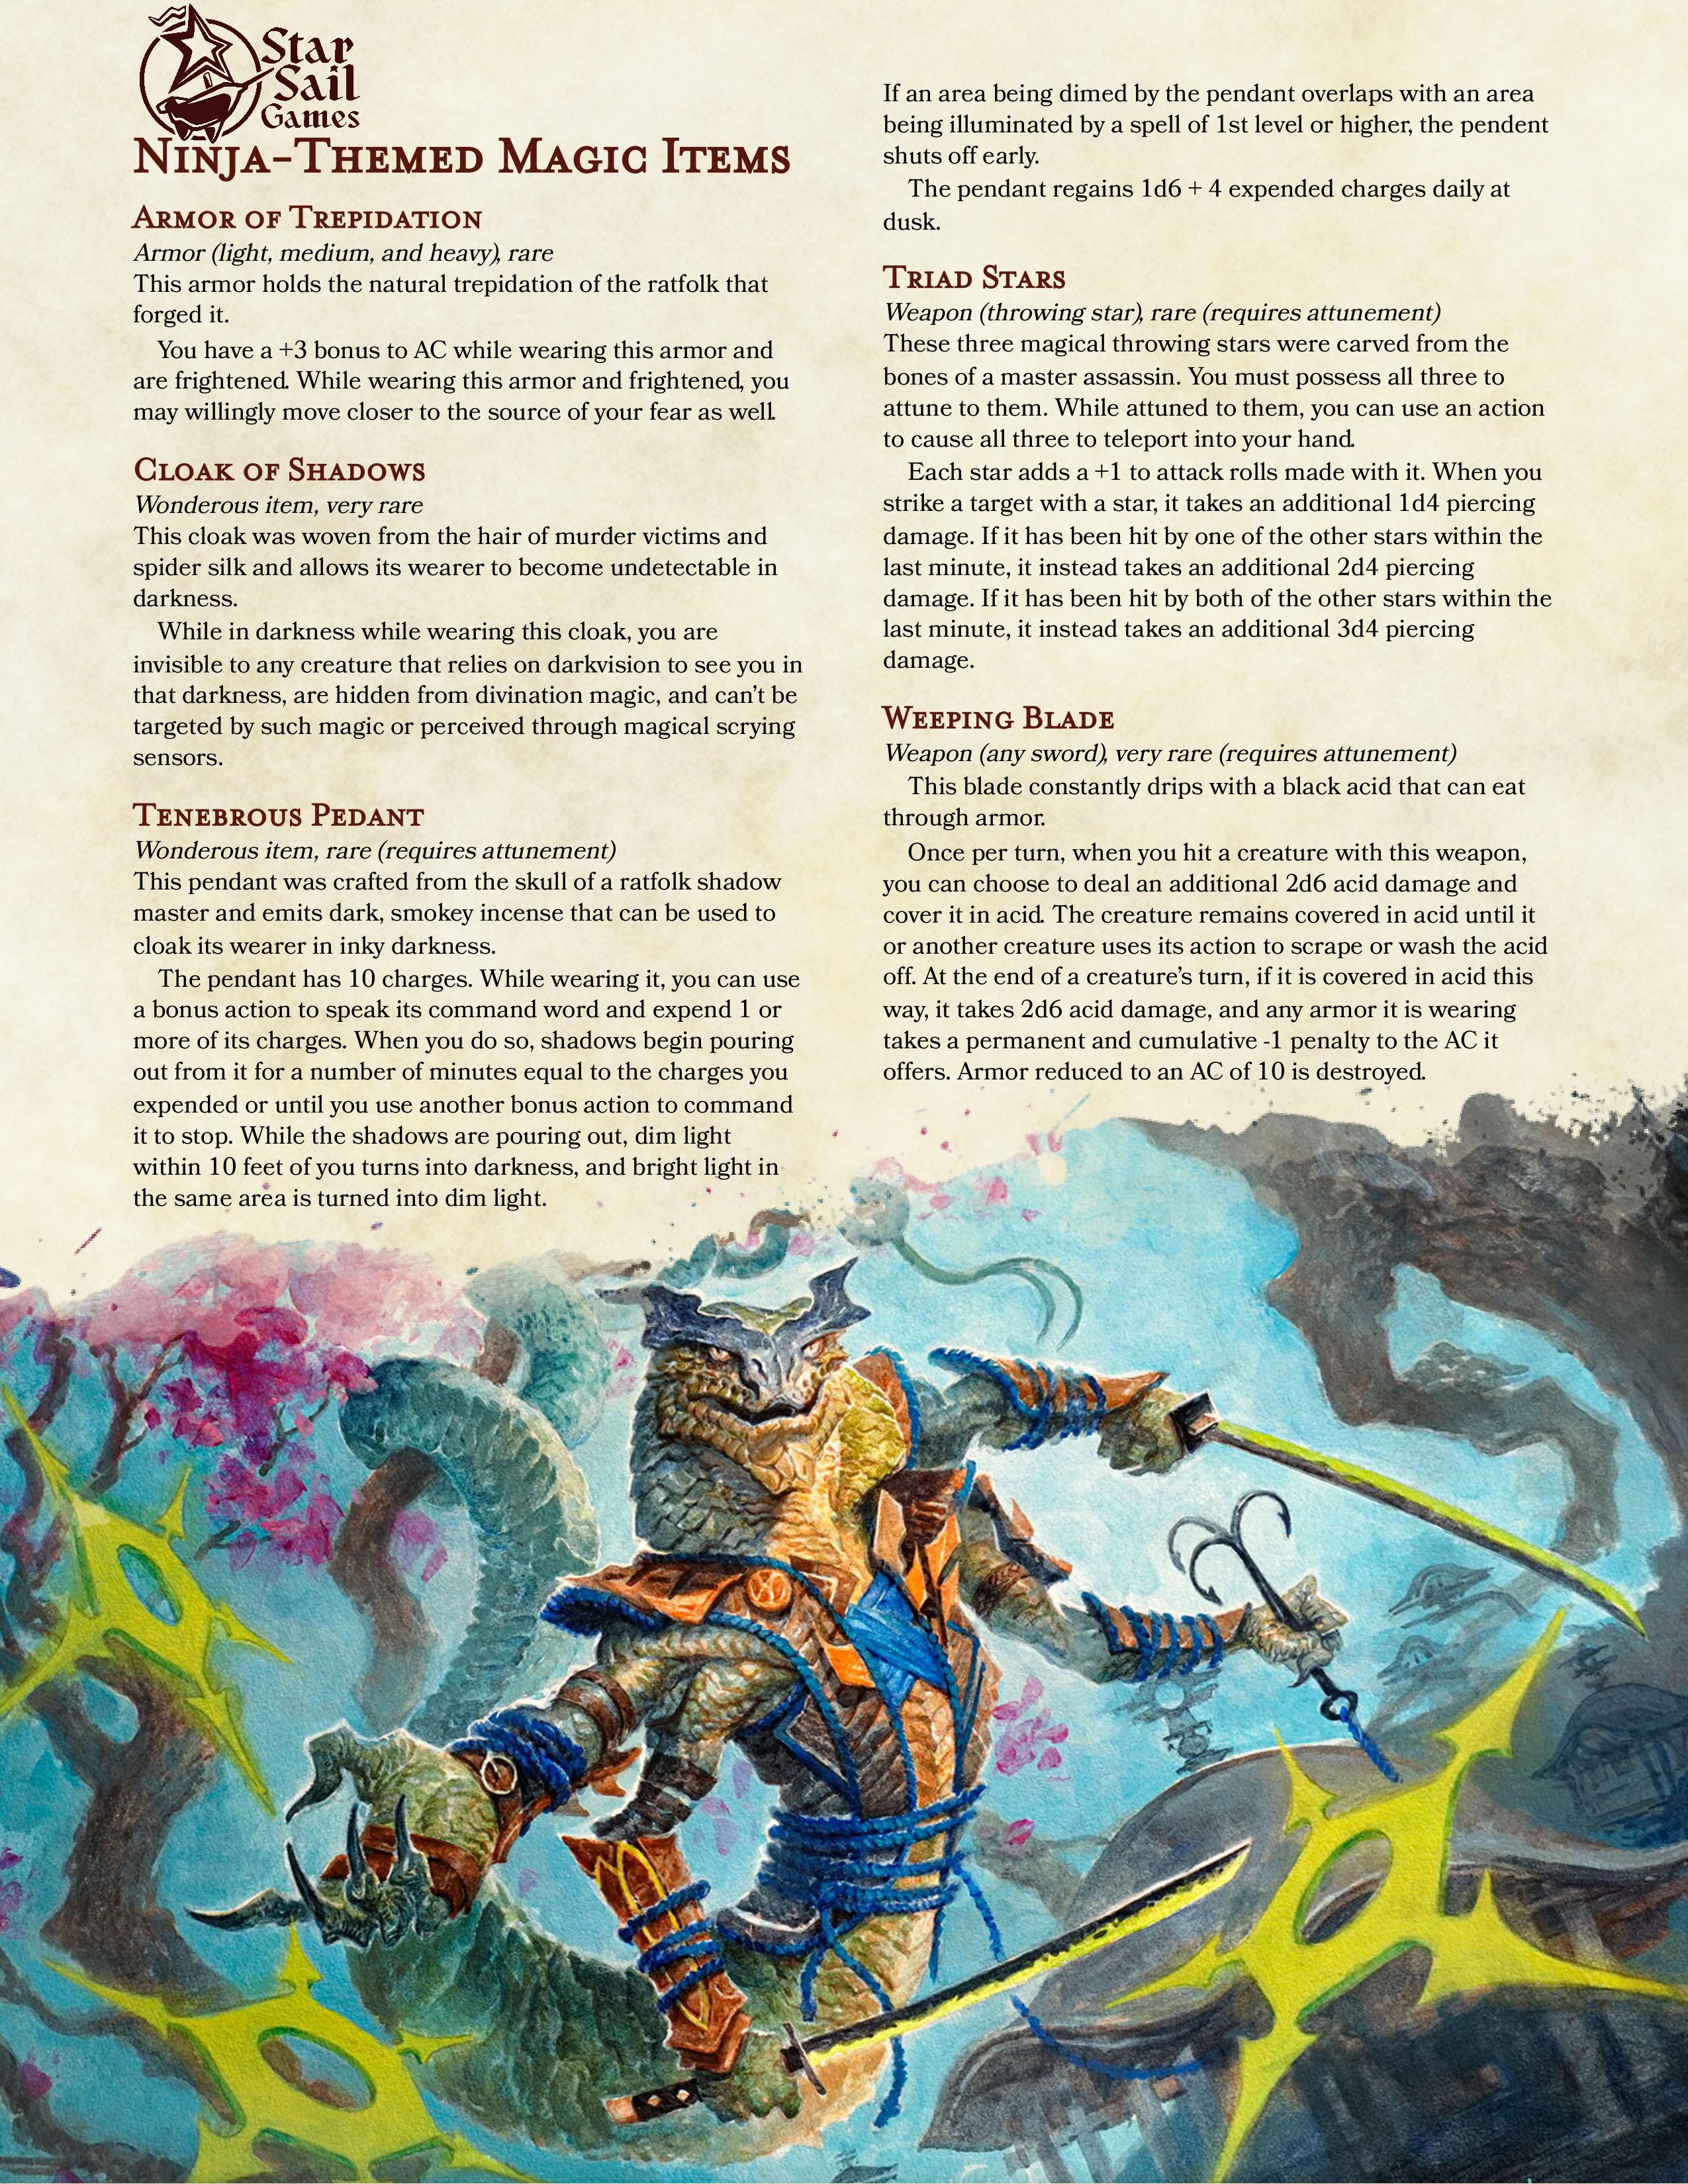 Star
Sail
Games
Ninja-Themed Magic Items
Armor of Trepidation
Armor (light, medium, and heavy), rare
This armor holds the natural trepidation of the ratfolk that
forged it.
You have a +3 bonus to AC while wearing this armor and
are frightened. While wearing this armor and frightened, you
may willingly move closer to the source of your fear as well.
Cloak of Shadows
Wonderous item, very rare
This cloak was woven from the hair of murder victims and
spider silk and allows its wearer to become undetectable in
darkness.
While in darkness while wearing this cloak, you are
invisible to any creature that relies on darkvision to see you in
that darkness, are hidden from divination magic, and can't be
targeted by such magic or perceived through magical scrying
sensors.
Tenebrous Pedant
Wonderous item, rare (requires attunement)
This pendant was crafted from the skull of a ratfolk shadow
master and emits dark, smokey incense that can be used to
cloak its wearer in inky darkness.
The pendant has 10 charges. While wearing it, you can use
a bonus action to speak its command word and expend 1 or
more of its charges. When you do so, shadows begin pouring
out from it for a number of minutes equal to the charges you
expended or until you use another bonus action to command
it to stop. While the shadows are pouring out, dim light
within 10 feet of you turns into darkness, and bright light in
the same area is turned into dim light.
If an area being dimed by the pendant overlaps with an area
being illuminated by a spell of 1st level or higher, the pendent
shuts off early.
The pendant regains 1d6 + 4 expended charges daily at
dusk.
Triad Stars
Weapon (throwing star), rare (requires attunement)
These three magical throwing stars were carved from the
bones of a master assassin. You must possess all three to
attune to them. While attuned to them, you can use an action
to cause all three to teleport into your hand.
Each star adds a +1 to attack rolls made with it. When you
strike a target with a star, it takes an additional 1d4 piercing
damage. If it has been hit by one of the other stars within the
last minute, it instead takes an additional 2d4 piercing
damage. If it has been hit by both of the other stars within the
last minute, it instead takes an additional 3d4 piercing
damage.
Weeping Blade
Weapon (any sword), very rare (requires attunement)
This blade constantly drips with a black acid that can eat
through armor.
Once per turn, when you hit a creature with this weapon,
you can choose to deal an additional 2d6 acid damage and
cover it in acid. The creature remains covered in acid until it
or another creature uses its action to scrape or wash the acid
off. At the end of a creature's turn, if it is covered in acid this
way, it takes 2d6 acid damage, and any armor it is wearing
takes a permanent and cumulative -1 penalty to the AC it
offers. Armor reduced to an AC of 10 is destroyed.